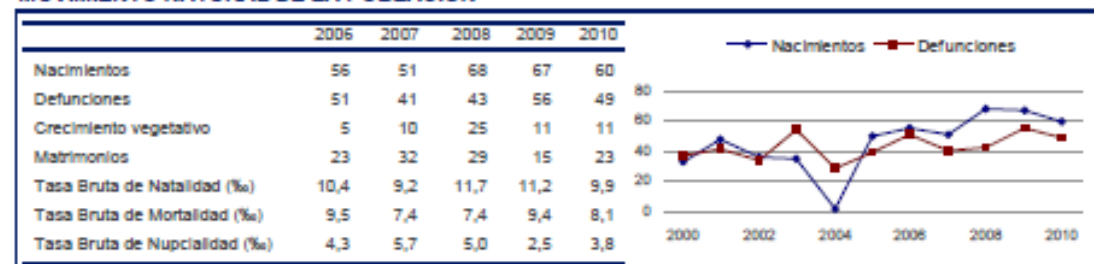 2006 2007 2008 2009 2010
Nacimientos 56 51 68 67 60
Defunciones 51 41 43 56 49
Crecimiento vegetativo 5 10 25 11 11
Matrimonios 23 32 29 15 23
Tasa Bruta de Natalidad (‰) 10,4 9,2 11,7 11,2 9,9
Tasa Bruta de Mortalidad (‰) 9,5 7,4 7,4 9,4 8,1
Tasa Bruta de Nupcialidad (‰) 4,3 5,7 5,0 2,5 3,8
Nacimientos Defunciones
80
60
40
20
0
2000 2002 2004 2006 2008 2010